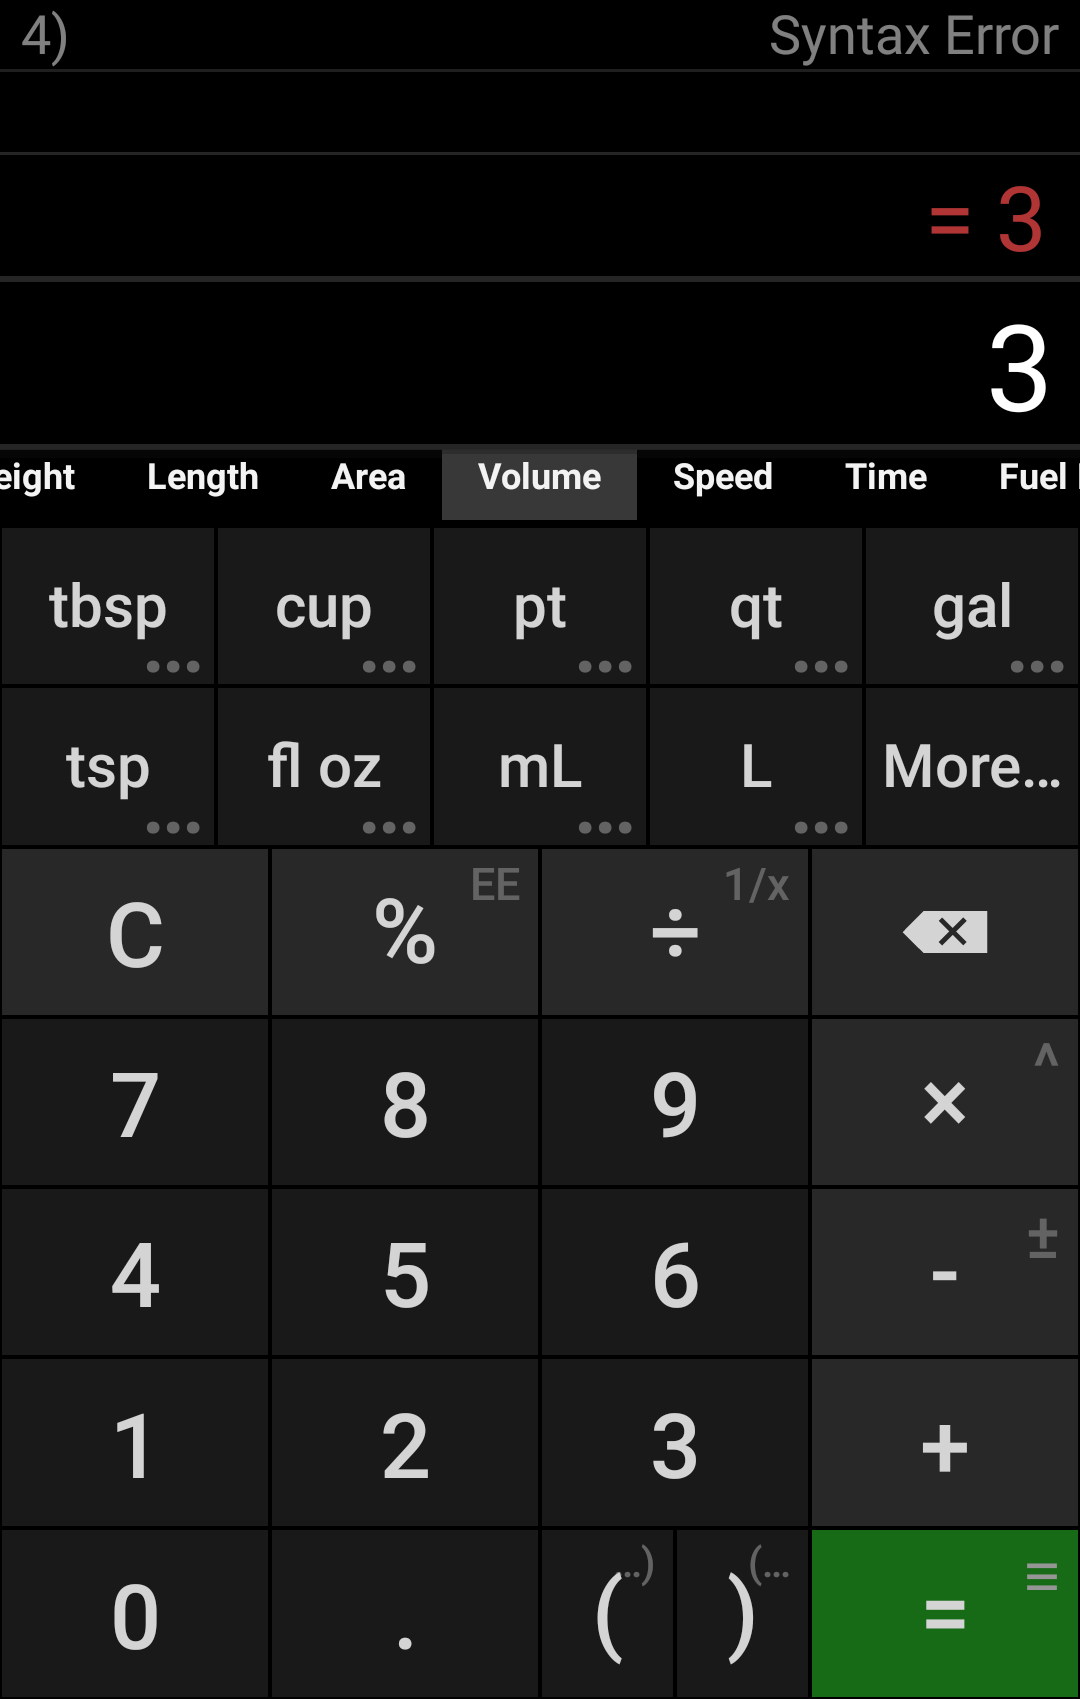 4) Syntax Error
= 3
3
eight Length Area Volume Speed Time Fuel
tbsp cup pt qt gal
tsp fl oz mL L More...
C % EE ÷ 1/x
7 8 9 × ^
4 5 6 - ±
1 2 3 +
0 . ( ..) ) (... = ≡